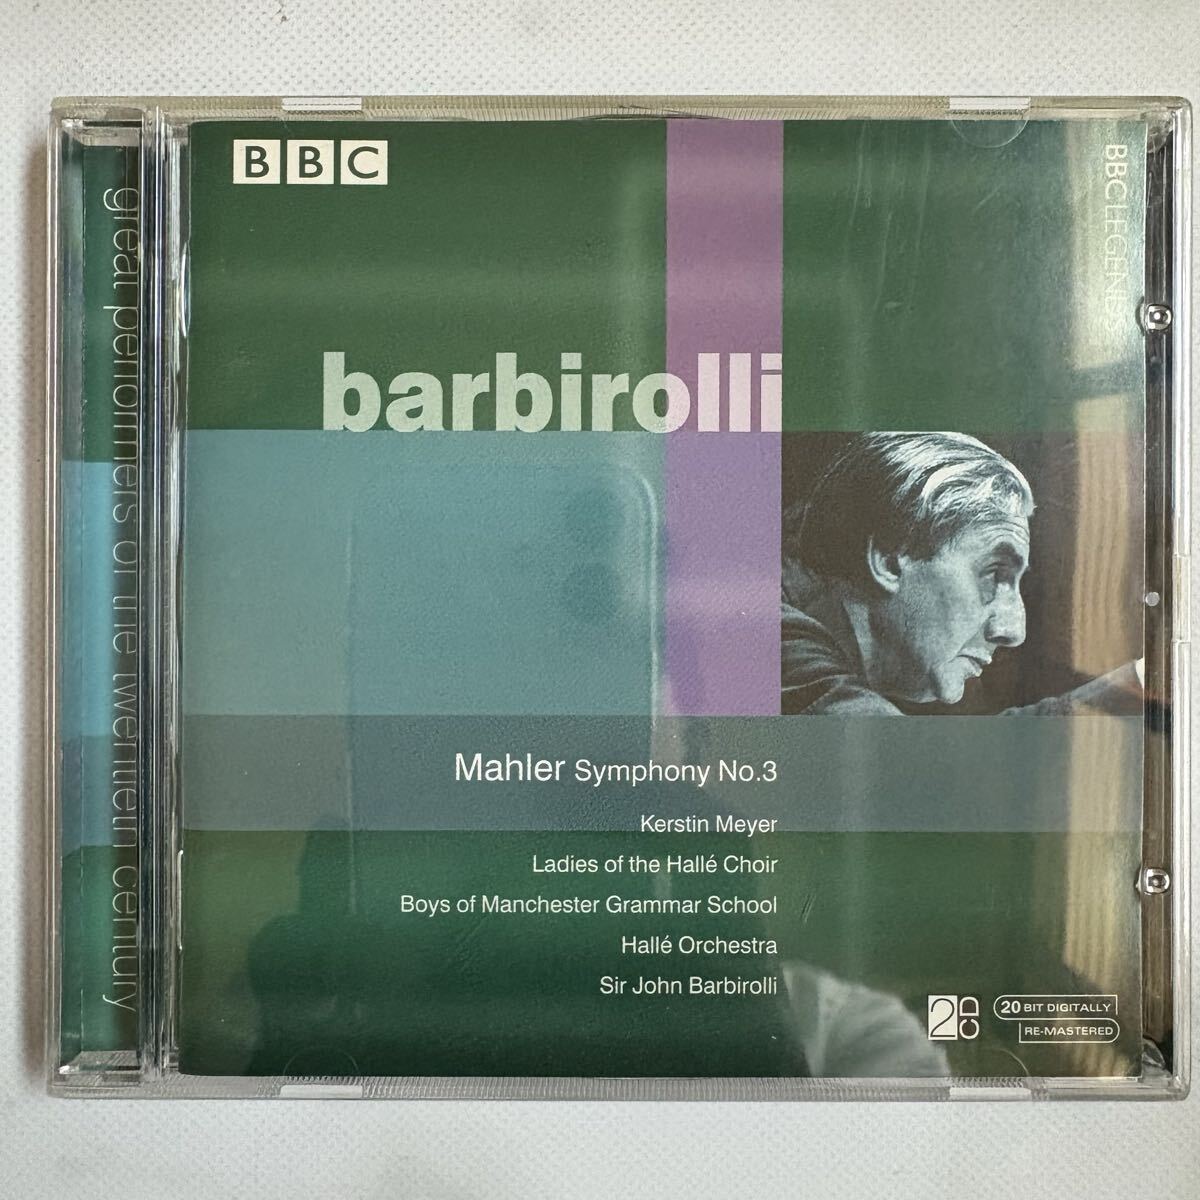 BBC
BBC LEGENDS
great performers of the twentieth century
barbirolli
Mahler Symphony No.3
Kerstin Meyer
Ladies of the Hallé Choir
Boys of Manchester Grammar School
Hallé Orchestra
Sir John Barbirolli
2CD
20 BIT DIGITALLY
RE-MASTERED